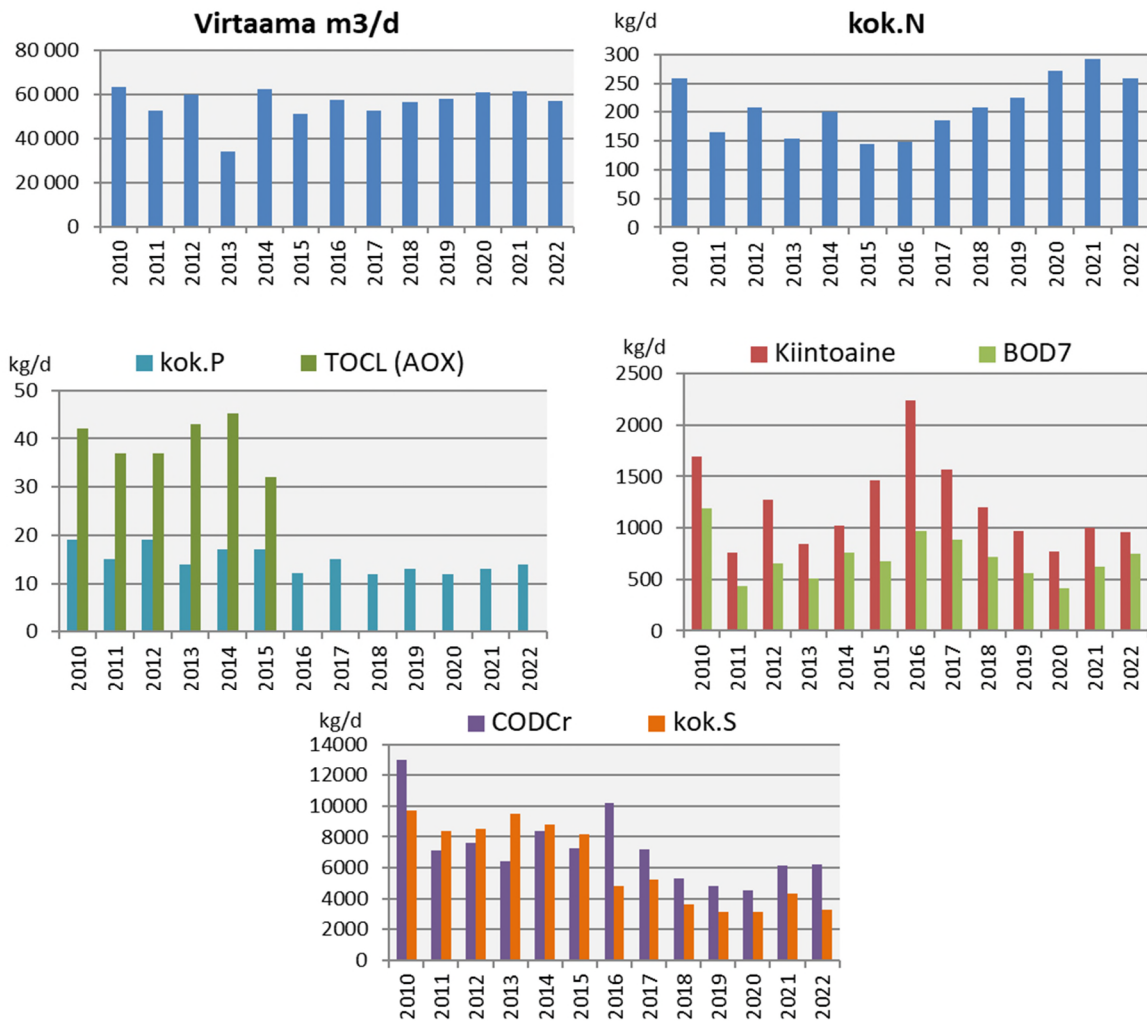 Virtaama m3/d
80 000
60 000
40 000
20 000
0
2010 2011 2012 2013 2014 2015 2016 2017 2018 2019 2020 2021 2022
kg/d
kok.N
300
250
200
150
100
50
0
2010 2011 2012 2013 2014 2015 2016 2017 2018 2019 2020 2021 2022
kg/d
kok.P TOCL (AOX)
50
40
30
20
10
0
2010 2011 2012 2013 2014 2015 2016 2017 2018 2019 2020 2021 2022
Kiintoaine BOD7
kg/d
2500
2000
1500
1000
500
0
2010 2011 2012 2013 2014 2015 2016 2017 2018 2019 2020 2021 2022
kg/d
CODCr kok.S
14000
12000
10000
8000
6000
4000
2000
0
2010 2011 2012 2013 2014 2015 2016 2017 2018 2019 2020 2021 2022